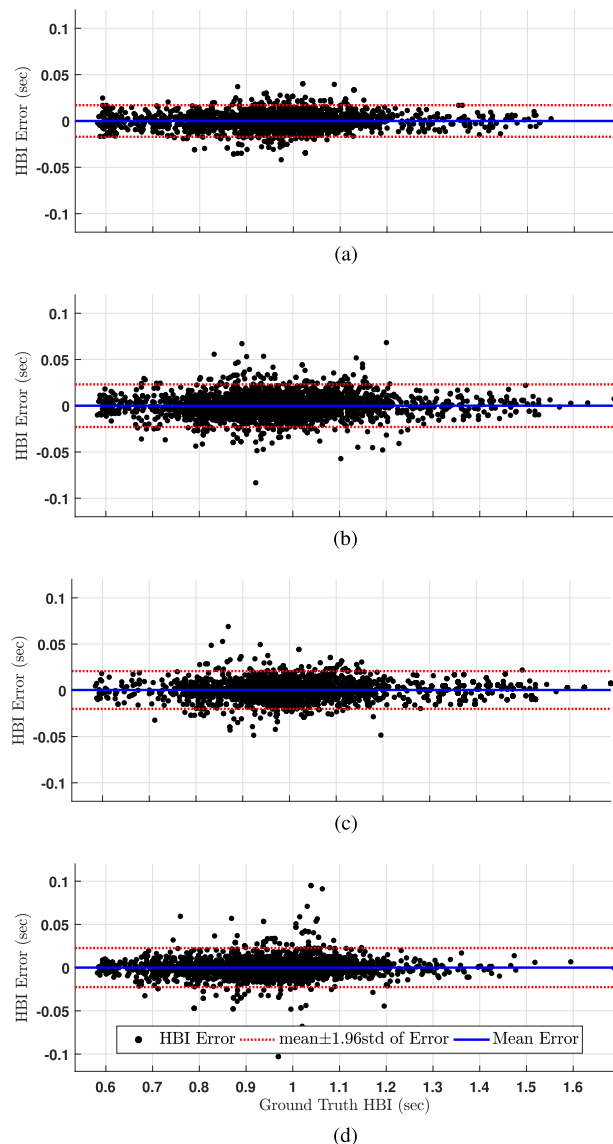 0.1
0.05
0
-0.05
-0.1
HBI Error (sec)
(a)
0.1
0.05
0
-0.05
-0.1
HBI Error (sec)
(b)
0.1
0.05
0
-0.05
-0.1
HBI Error (sec)
(c)
0.1
0.05
0
-0.05
-0.1
HBI Error (sec)
HBI Error mean±1.96std of Error Mean Error
0.6 0.7 0.8 0.9 1 1.1 1.2 1.3 1.4 1.5 1.6
Ground Truth HBI (sec)
(d)